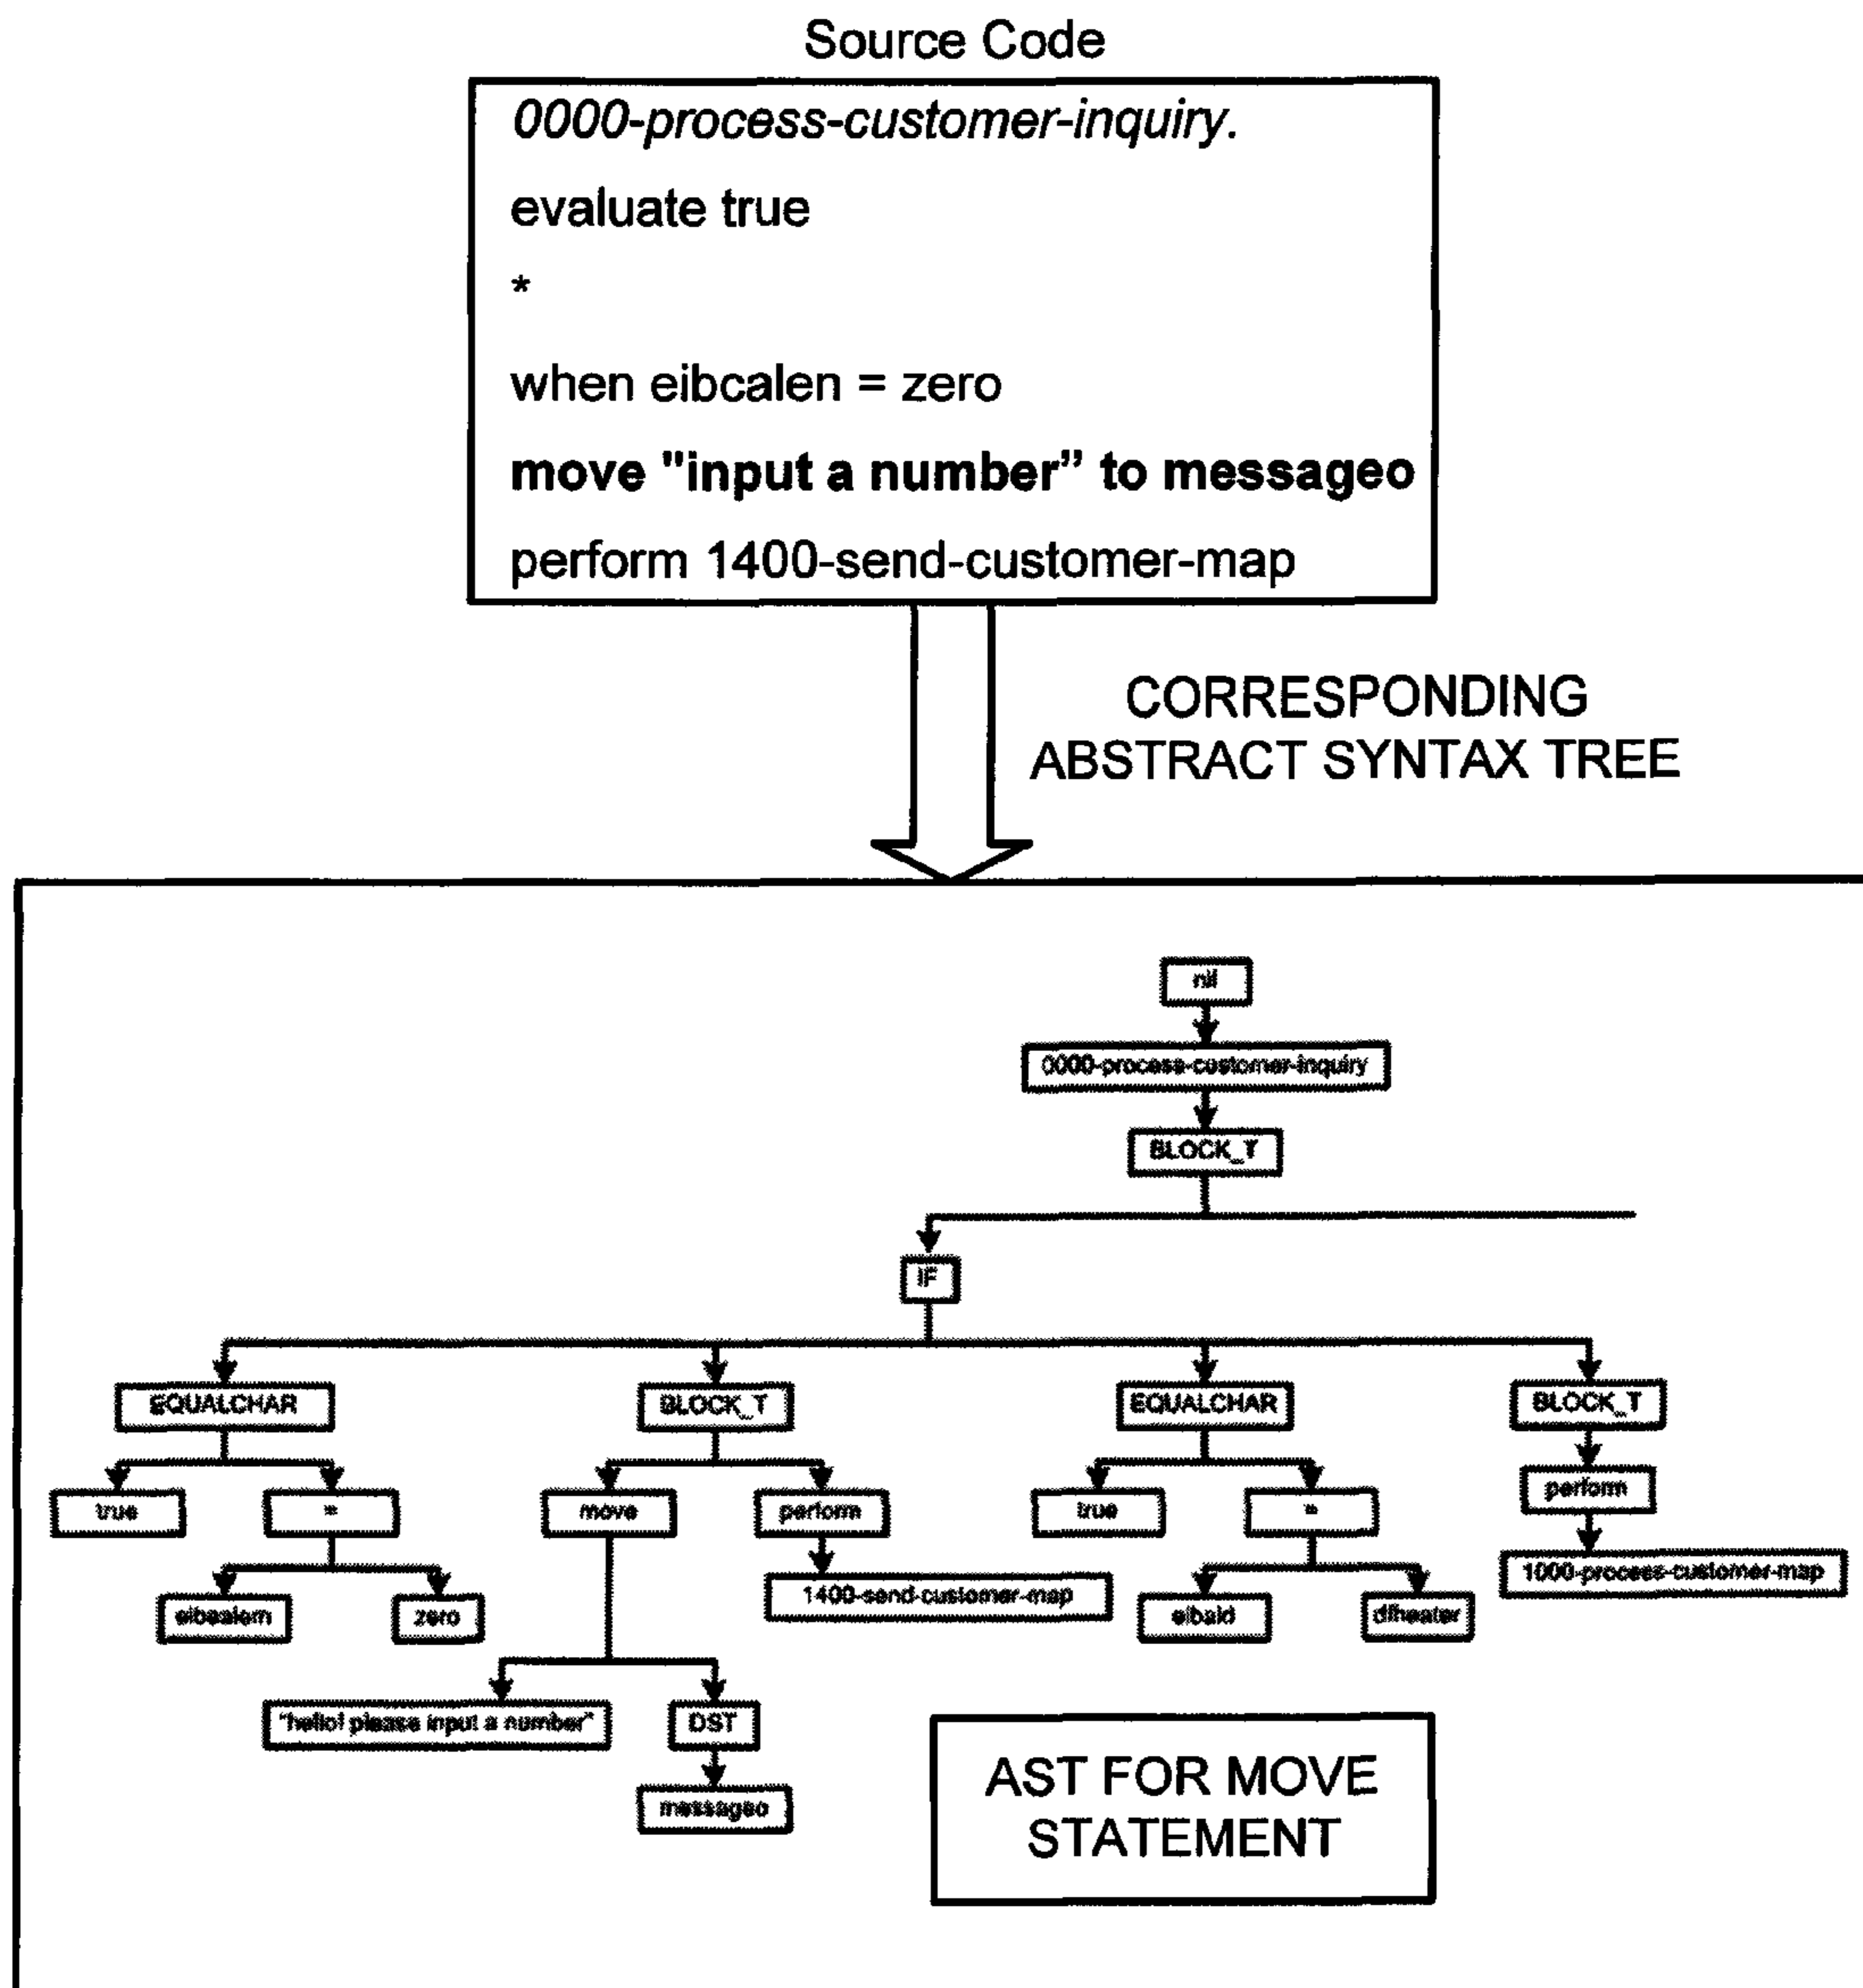 Source Code
0000-process-customer-inquiry.
evaluate true
*
when eibcalen = zero
move "input a number” to messageo
perform 1400-send-customer-map
CORRESPONDING
ABSTRACT SYNTAX TREE
nil
0000-process-customer-inquiry
BLOCK_T
IF
EQUALCHAR BLOCK_T EQUALCHAR BLOCK_T
true = move perform true = perform
1000-process-customer-map
1400-send-customer-map
zero eibaid
"hello! please input a number" DST
messageo
AST FOR MOVE
STATEMENT